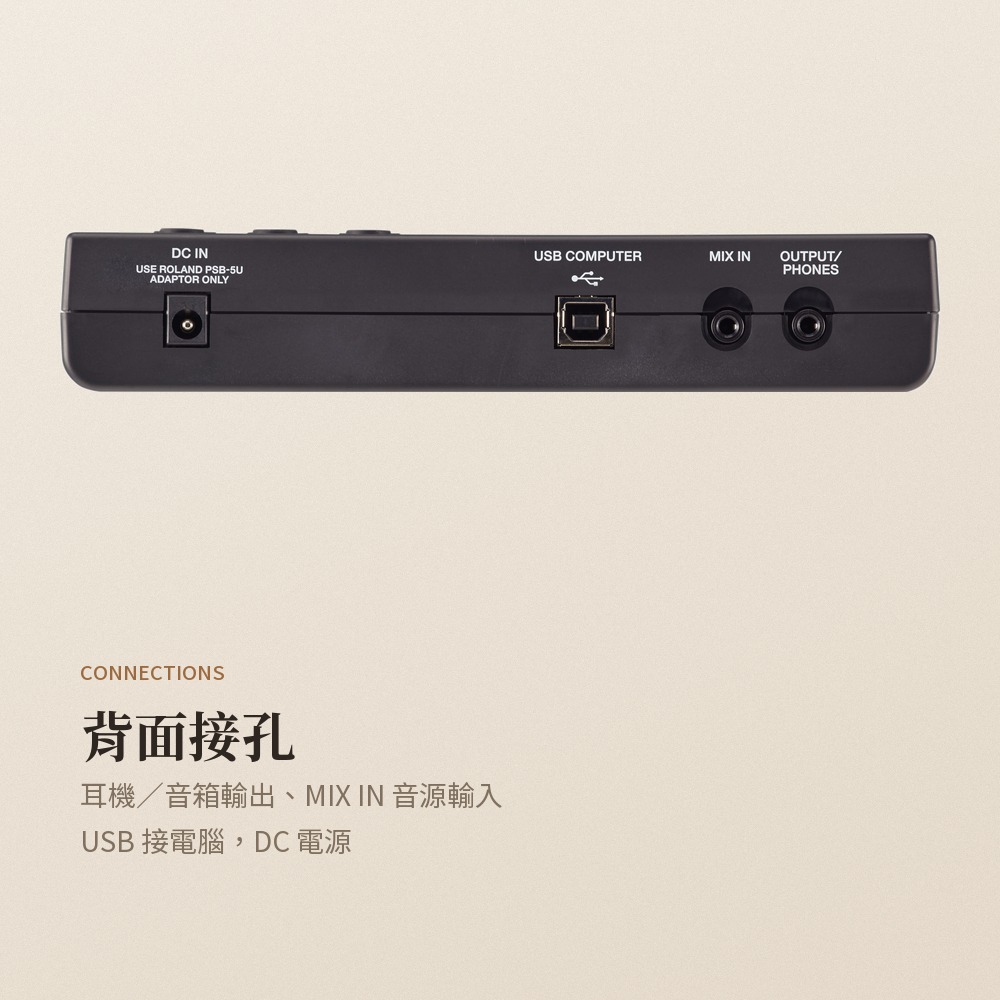 DC IN
USE ROLAND PSB-5U
ADAPTOR ONLY
USB COMPUTER
MIX IN
OUTPUT/
PHONES
CONNECTIONS
背面接孔
耳機／音箱輸出、MIX IN 音源輸入
USB 接電腦，DC 電源